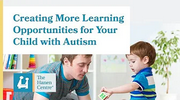 Creating More Learning
Opportunities for Your
Child with Autism
The
Hanen
Centre